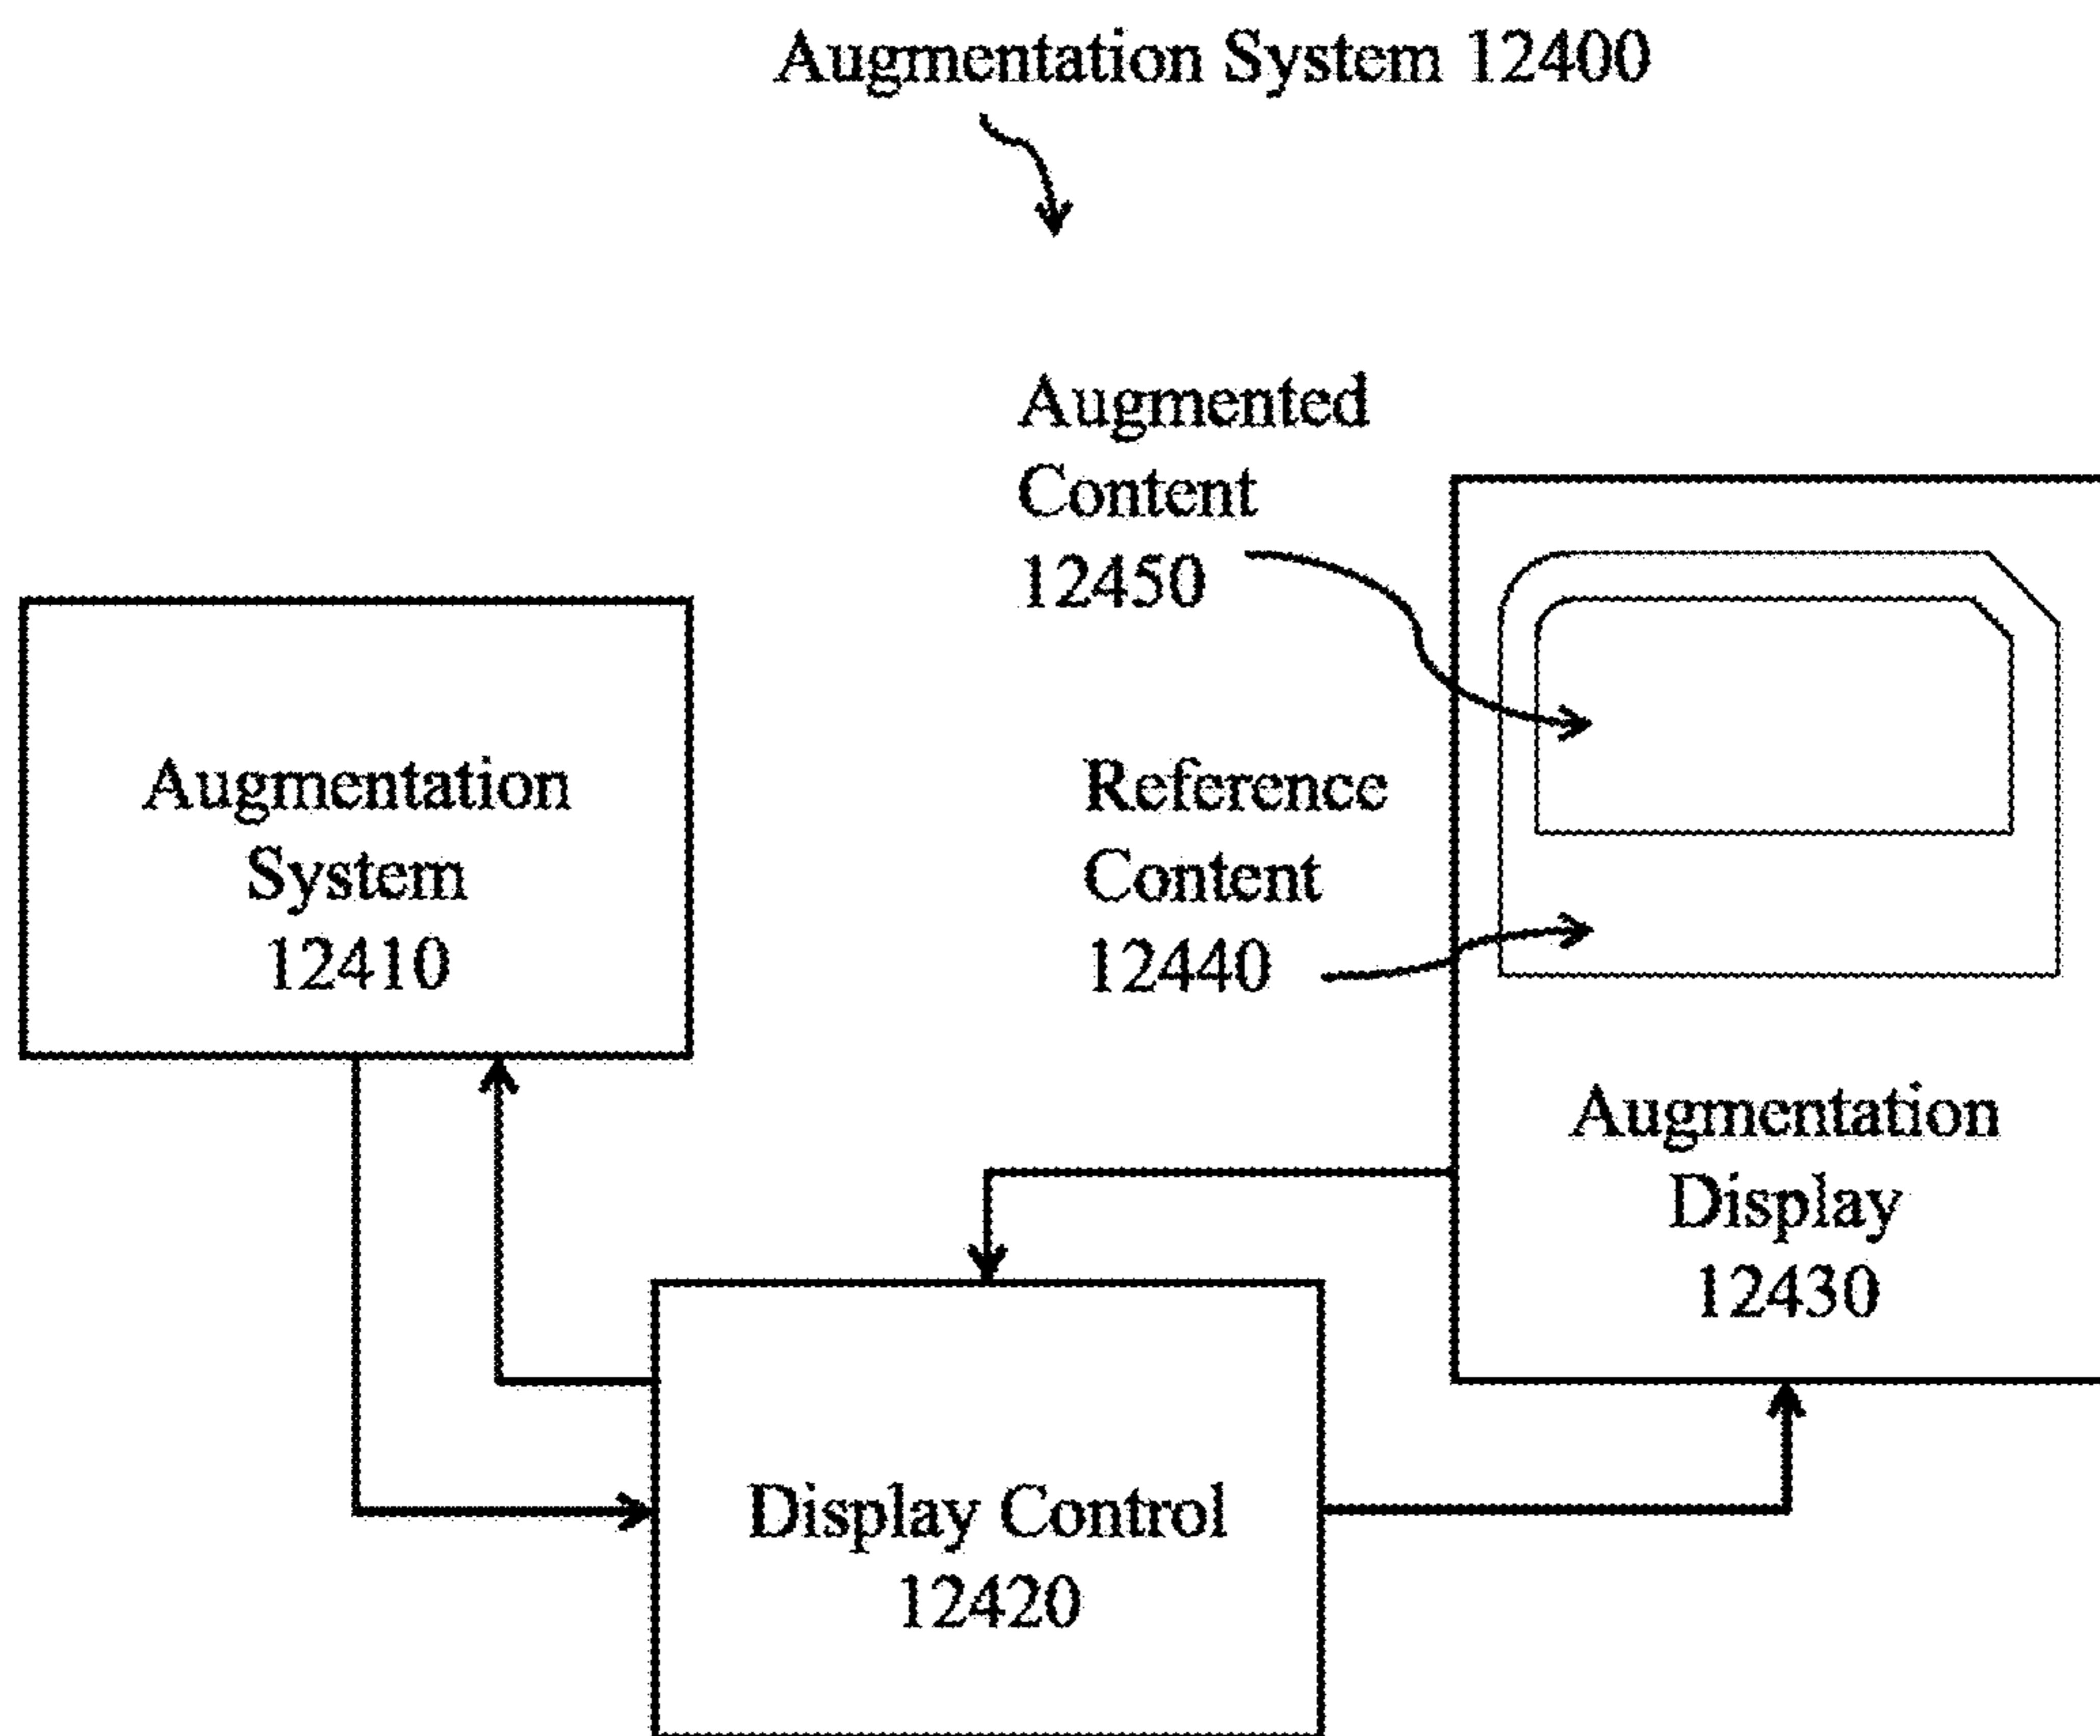 Augmentation System 12400
Augmented
Content
12450
Augmentation
System
12410
Reference
Content
12440
Augmentation
Display
12430
Display Control
12420